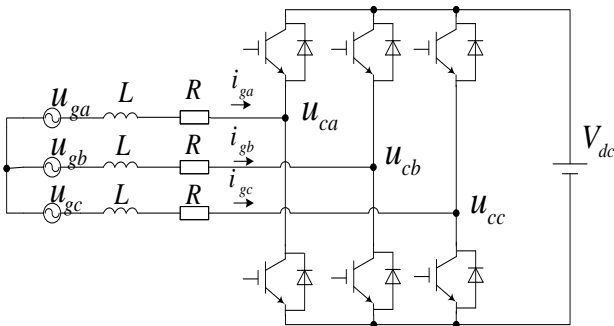 u_ga L R i_ga u_ca
u_gb L R i_gb u_cb
u_gc L R i_gc u_cc
V_dc